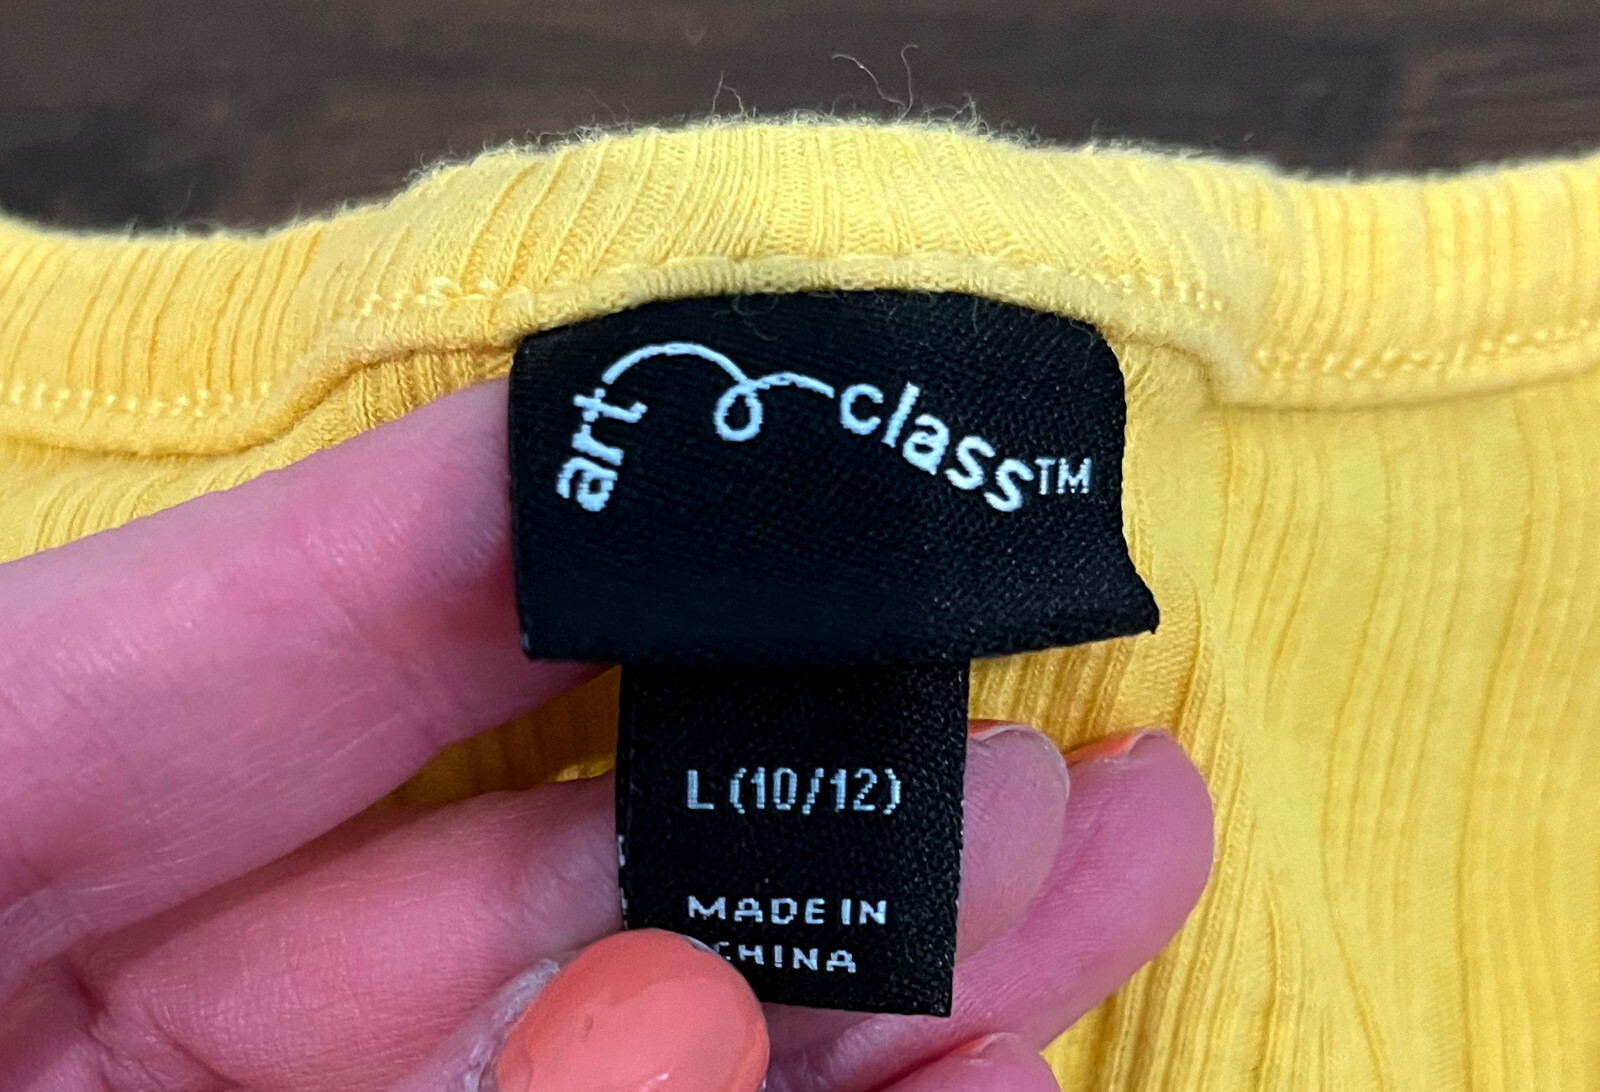 art class™
L (10/12)
MADE IN
CHINA